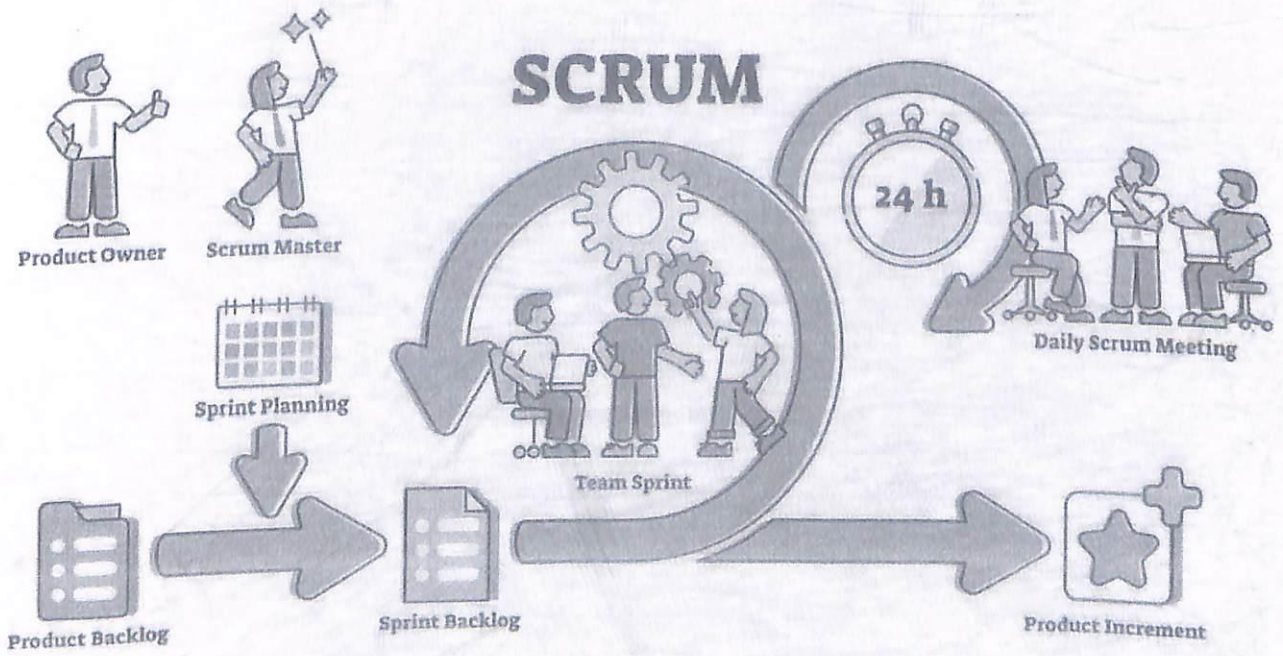 SCRUM
24 h
Product Owner
Scrum Master
Daily Scrum Meeting
Sprint Planning
Team Sprint
Product Backlog
Sprint Backlog
Product Increment